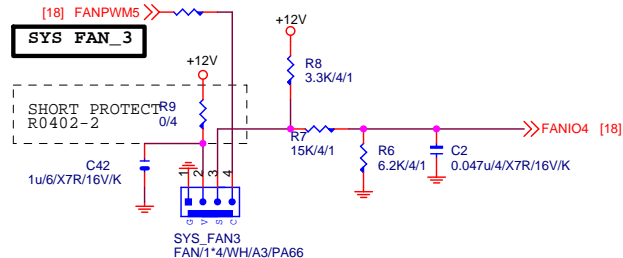 [18] FANPWM5
SYS FAN_3
+12V
+12V
R8
3.3K/4/1
SHORT PROTECT
R0402-2
R9
0/4
R7
15K/4/1
FANIO4 [18]
R6
6.2K/4/1
C2
0.047u/4/X7R/16V/K
C42
1u/6/X7R/16V/K
1 2 3 4
G V S C
SYS_FAN3
FAN/1*4/WH/A3/PA66